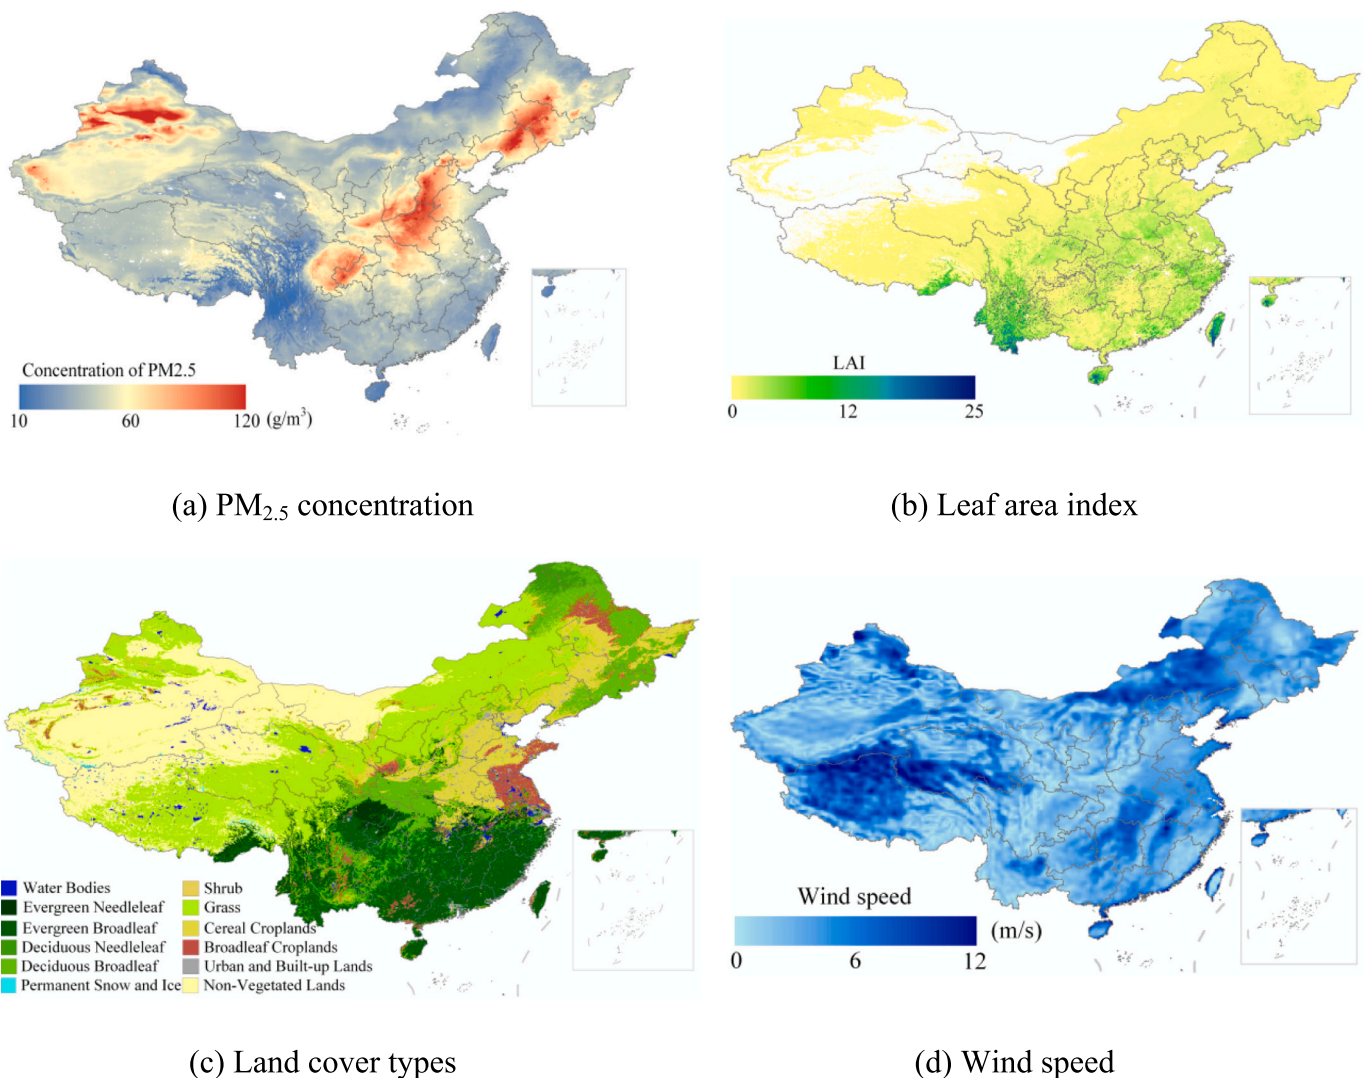 Concentration of PM2.5
10 60 120 (g/m³)
LAI
0 12 25
(a) PM₂.₅ concentration
(b) Leaf area index
Water Bodies
Evergreen Needleleaf
Evergreen Broadleaf
Deciduous Needleleaf
Deciduous Broadleaf
Permanent Snow and Ice
Shrub
Grass
Cereal Croplands
Broadleaf Croplands
Urban and Built-up Lands
Non-Vegetated Lands
Wind speed
(m/s)
0 6 12
(c) Land cover types
(d) Wind speed